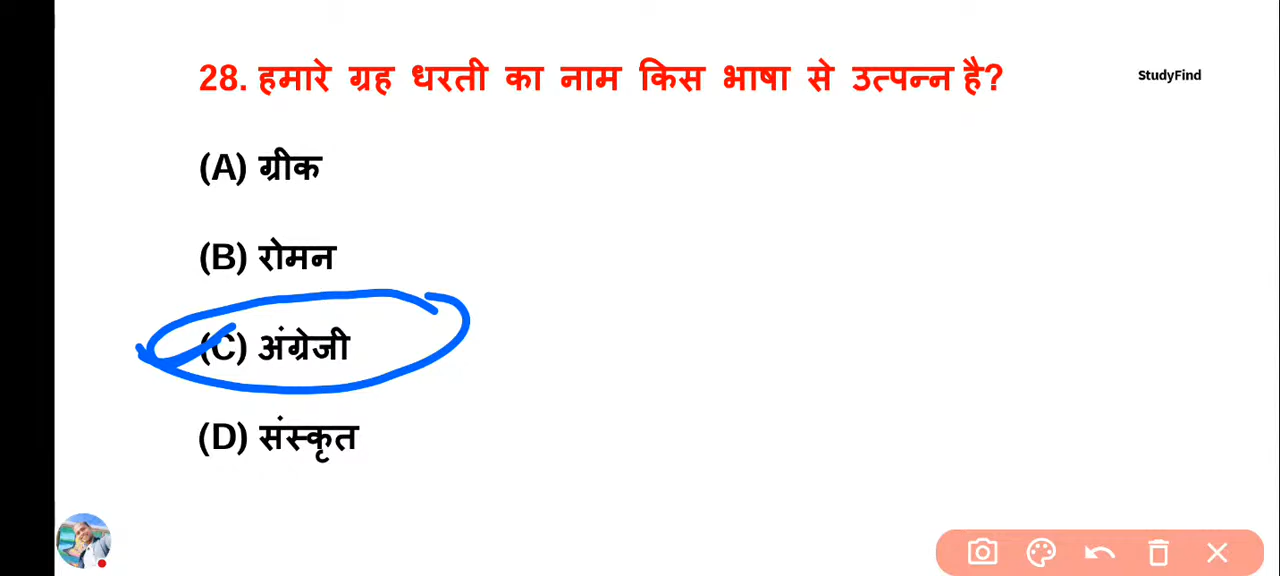 28. हमारे ग्रह धरती का नाम किस भाषा से उत्पन्न है?
StudyFind
(A) ग्रीक
(B) रोमन
(C) अंग्रेजी
(D) संस्कृत